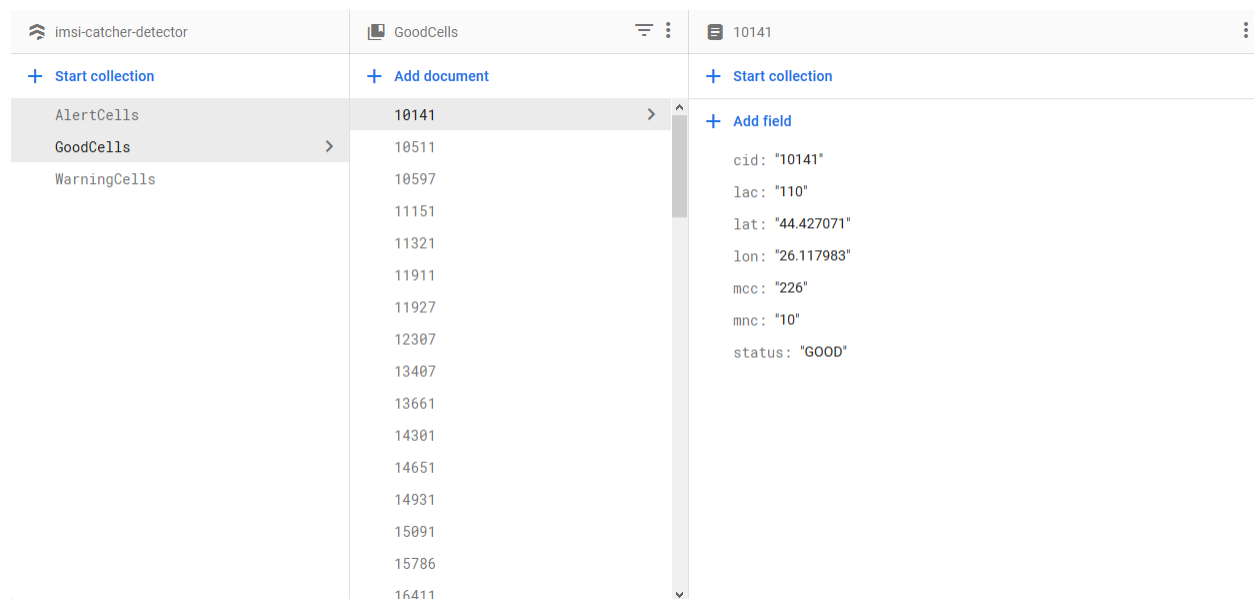 imsi-catcher-detector
Start collection
AlertCells
GoodCells
WarningCells
GoodCells
Add document
10141
10511
10597
11151
11321
11911
11927
12307
13407
13661
14301
14651
14931
15091
15786
16411
10141
Start collection
Add field
cid: "10141"
lac: "110"
lat: "44.427071"
lon: "26.117983"
mcc: "226"
mnc: "10"
status: "GOOD"